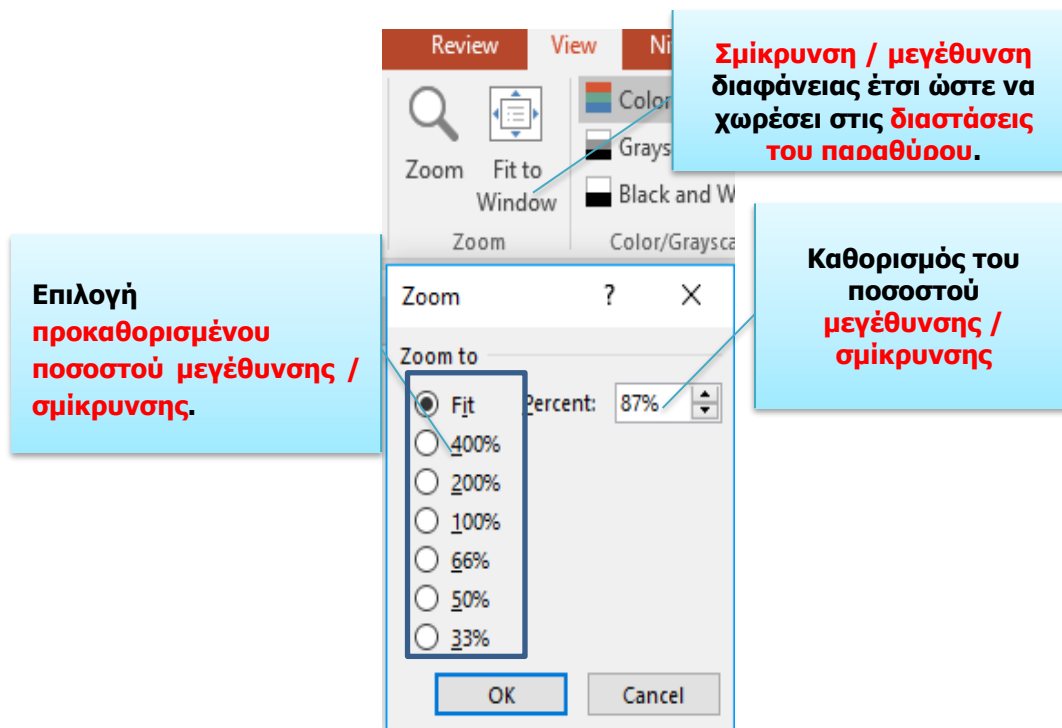 Review View Ni
Σμίκρυνση / μεγέθυνση
διαφάνειας έτσι ώστε να
χωρέσει στις διαστάσεις
του παραθύρου.
Color
Grays
Black and W
Zoom Fit to
Window
Zoom Color/Graysca
Επιλογή
προκαθορισμένου
ποσοστού μεγέθυνσης /
σμίκρυνσης.
Καθορισμός του
ποσοστού
μεγέθυνσης /
σμίκρυνσης
Zoom ?
Zoom to
Fit Percent: 87%
400%
200%
100%
66%
50%
33%
OK Cancel